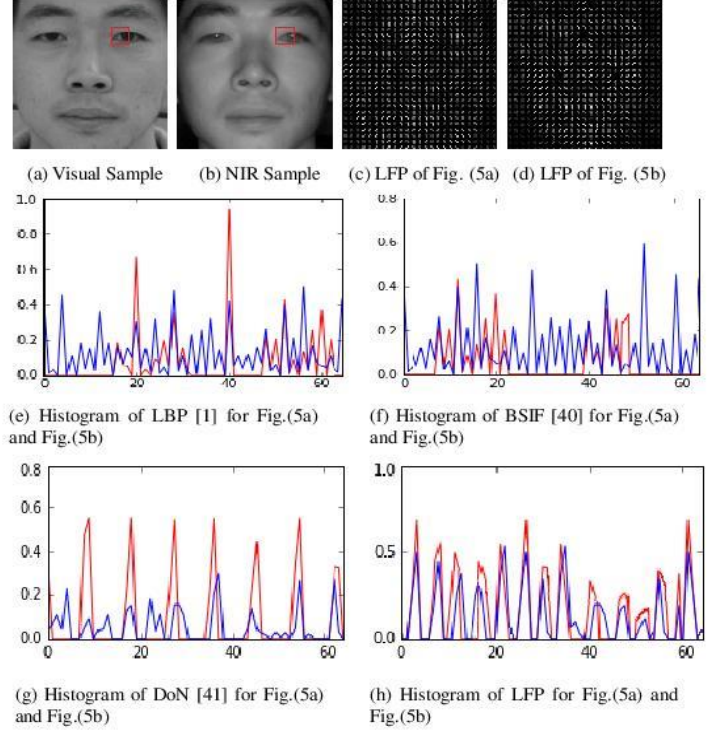 (a) Visual Sample (b) NIR Sample (c) LFP of Fig. (5a) (d) LFP of Fig. (5b)
1.0
0.8
0.6
0.4
0.2
0.0
0 20 40 60
0.8
0.6
0.4
0.2
0.0
0 10 20 30 40 50 60
(e) Histogram of LBP [1] for Fig.(5a)
and Fig.(5b)
(f) Histogram of BSIF [40] for Fig.(5a)
and Fig.(5b)
0.8
0.6
0.4
0.2
0.0
0 20 40 60
1.0
0.5
0.0
0 20 40 60
(g) Histogram of DoN [41] for Fig.(5a)
and Fig.(5b)
(h) Histogram of LFP for Fig.(5a) and
Fig.(5b)